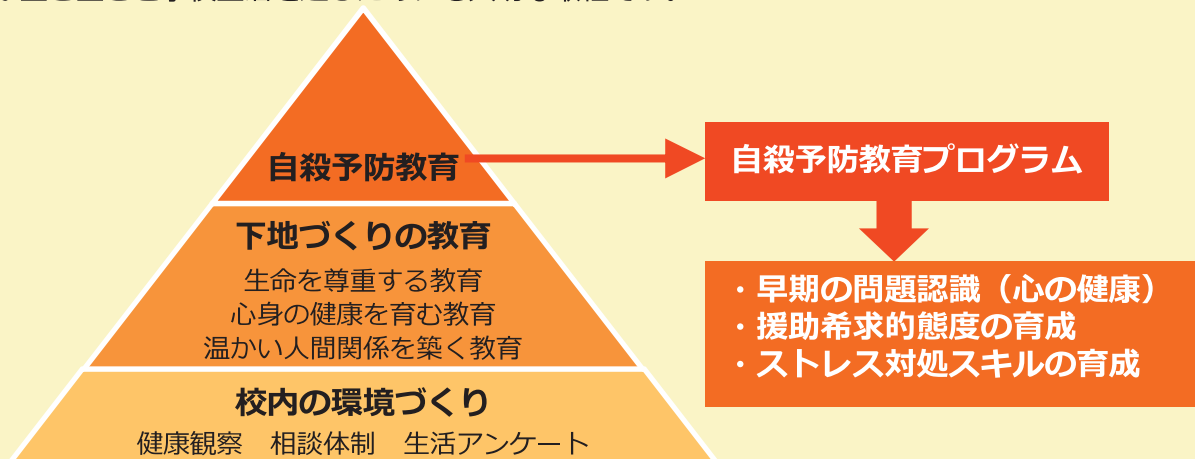 自殺予防教育
自殺予防教育プログラム
下地づくりの教育
生命を尊重する教育
心身の健康を育む教育
温かい人間関係を築く教育
・早期の問題認識（心の健康）
・援助希求的態度の育成
・ストレス対処スキルの育成
校内の環境づくり
健康観察　相談体制　生活アンケート